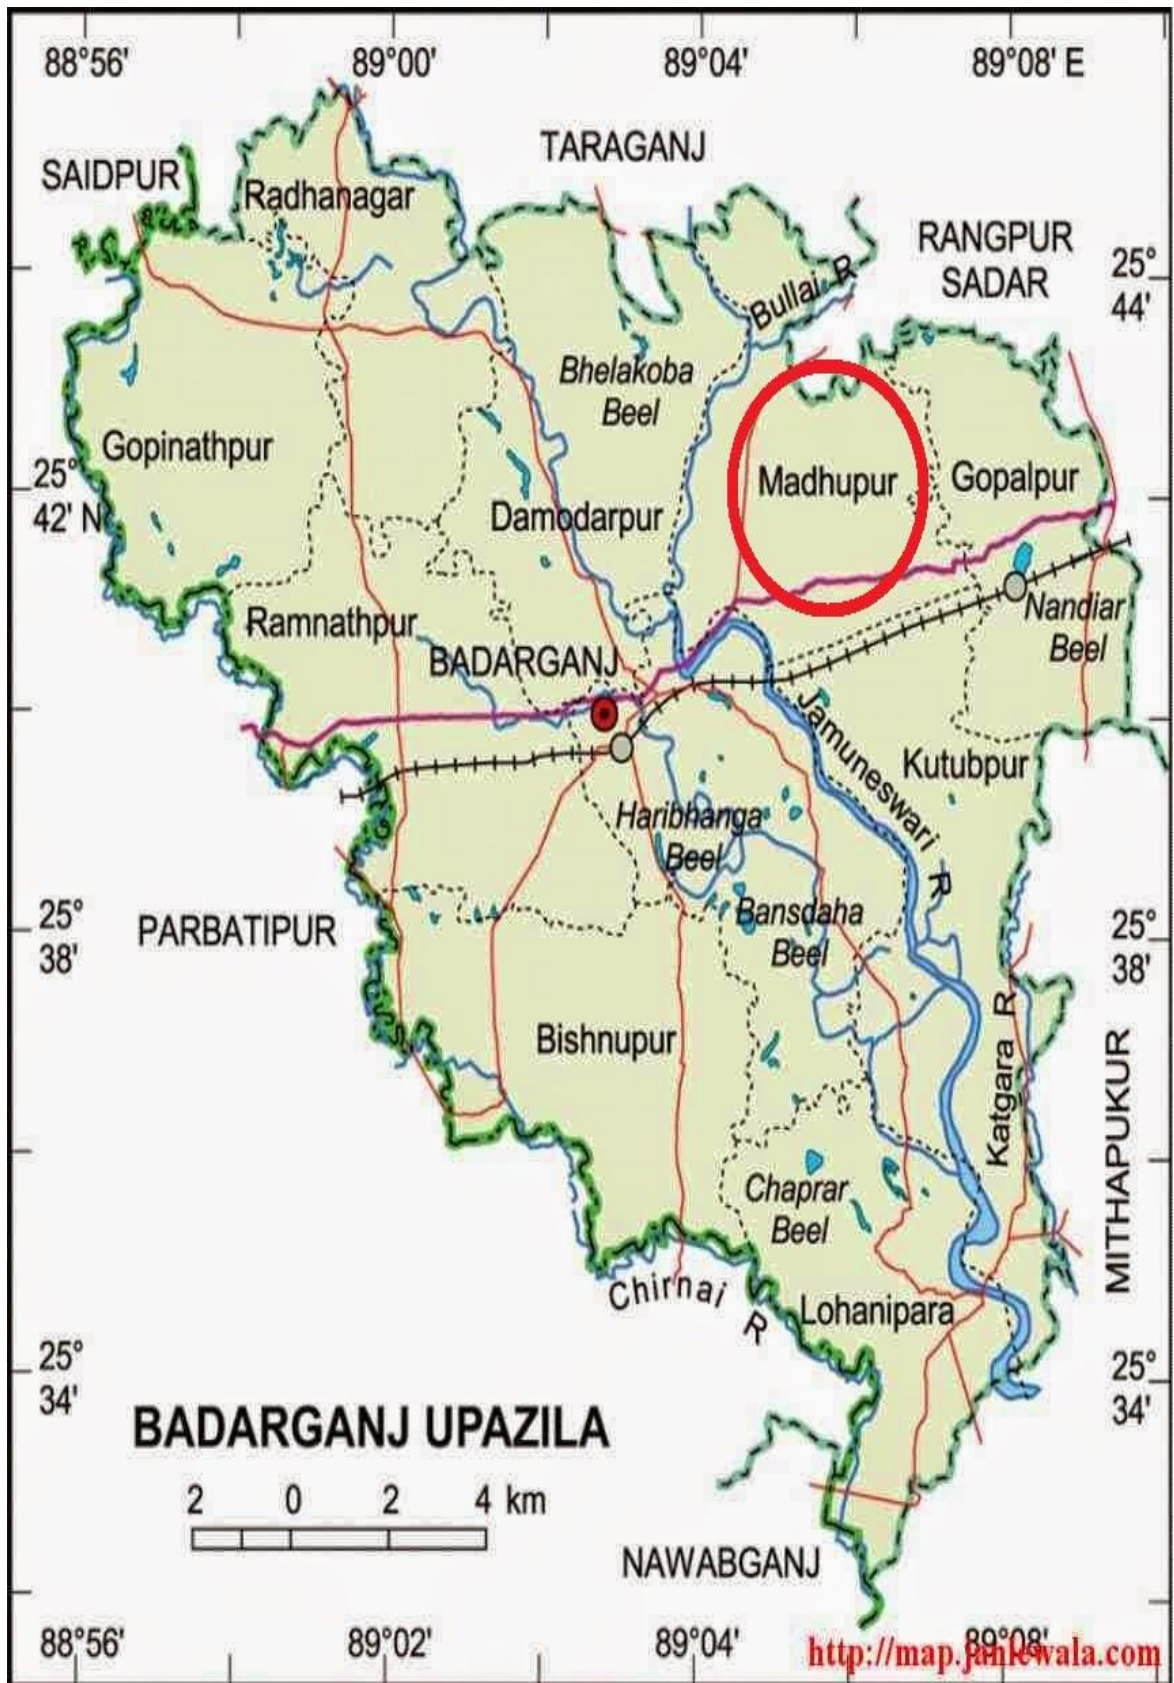 88°56'
89°00'
89°04'
89°08' E
TARAGANJ
SAIDPUR
Radhanagar
RANGPUR
SADAR
25°
44'
Bullai R
Bhelakoba
Beel
Gopinathpur
25°
42' N
Madhupur
Gopalpur
Damodarpur
Ramnathpur
Nandiar
Beel
BADARGANJ
Jamuneswari R
Kutubpur
Haribhanga
Beel
25°
38'
PARBATIPUR
Bansdaha
Beel
25°
38'
Bishnupur
Katgara R
MITHAPUKUR
Chaprar
Beel
Chirnai R
Lohanipara
25°
34'
25°
34'
BADARGANJ UPAZILA
2 0 2 4 km
NAWABGANJ
88°56'
89°02'
89°04'
89°08'
http://map.janlewala.com